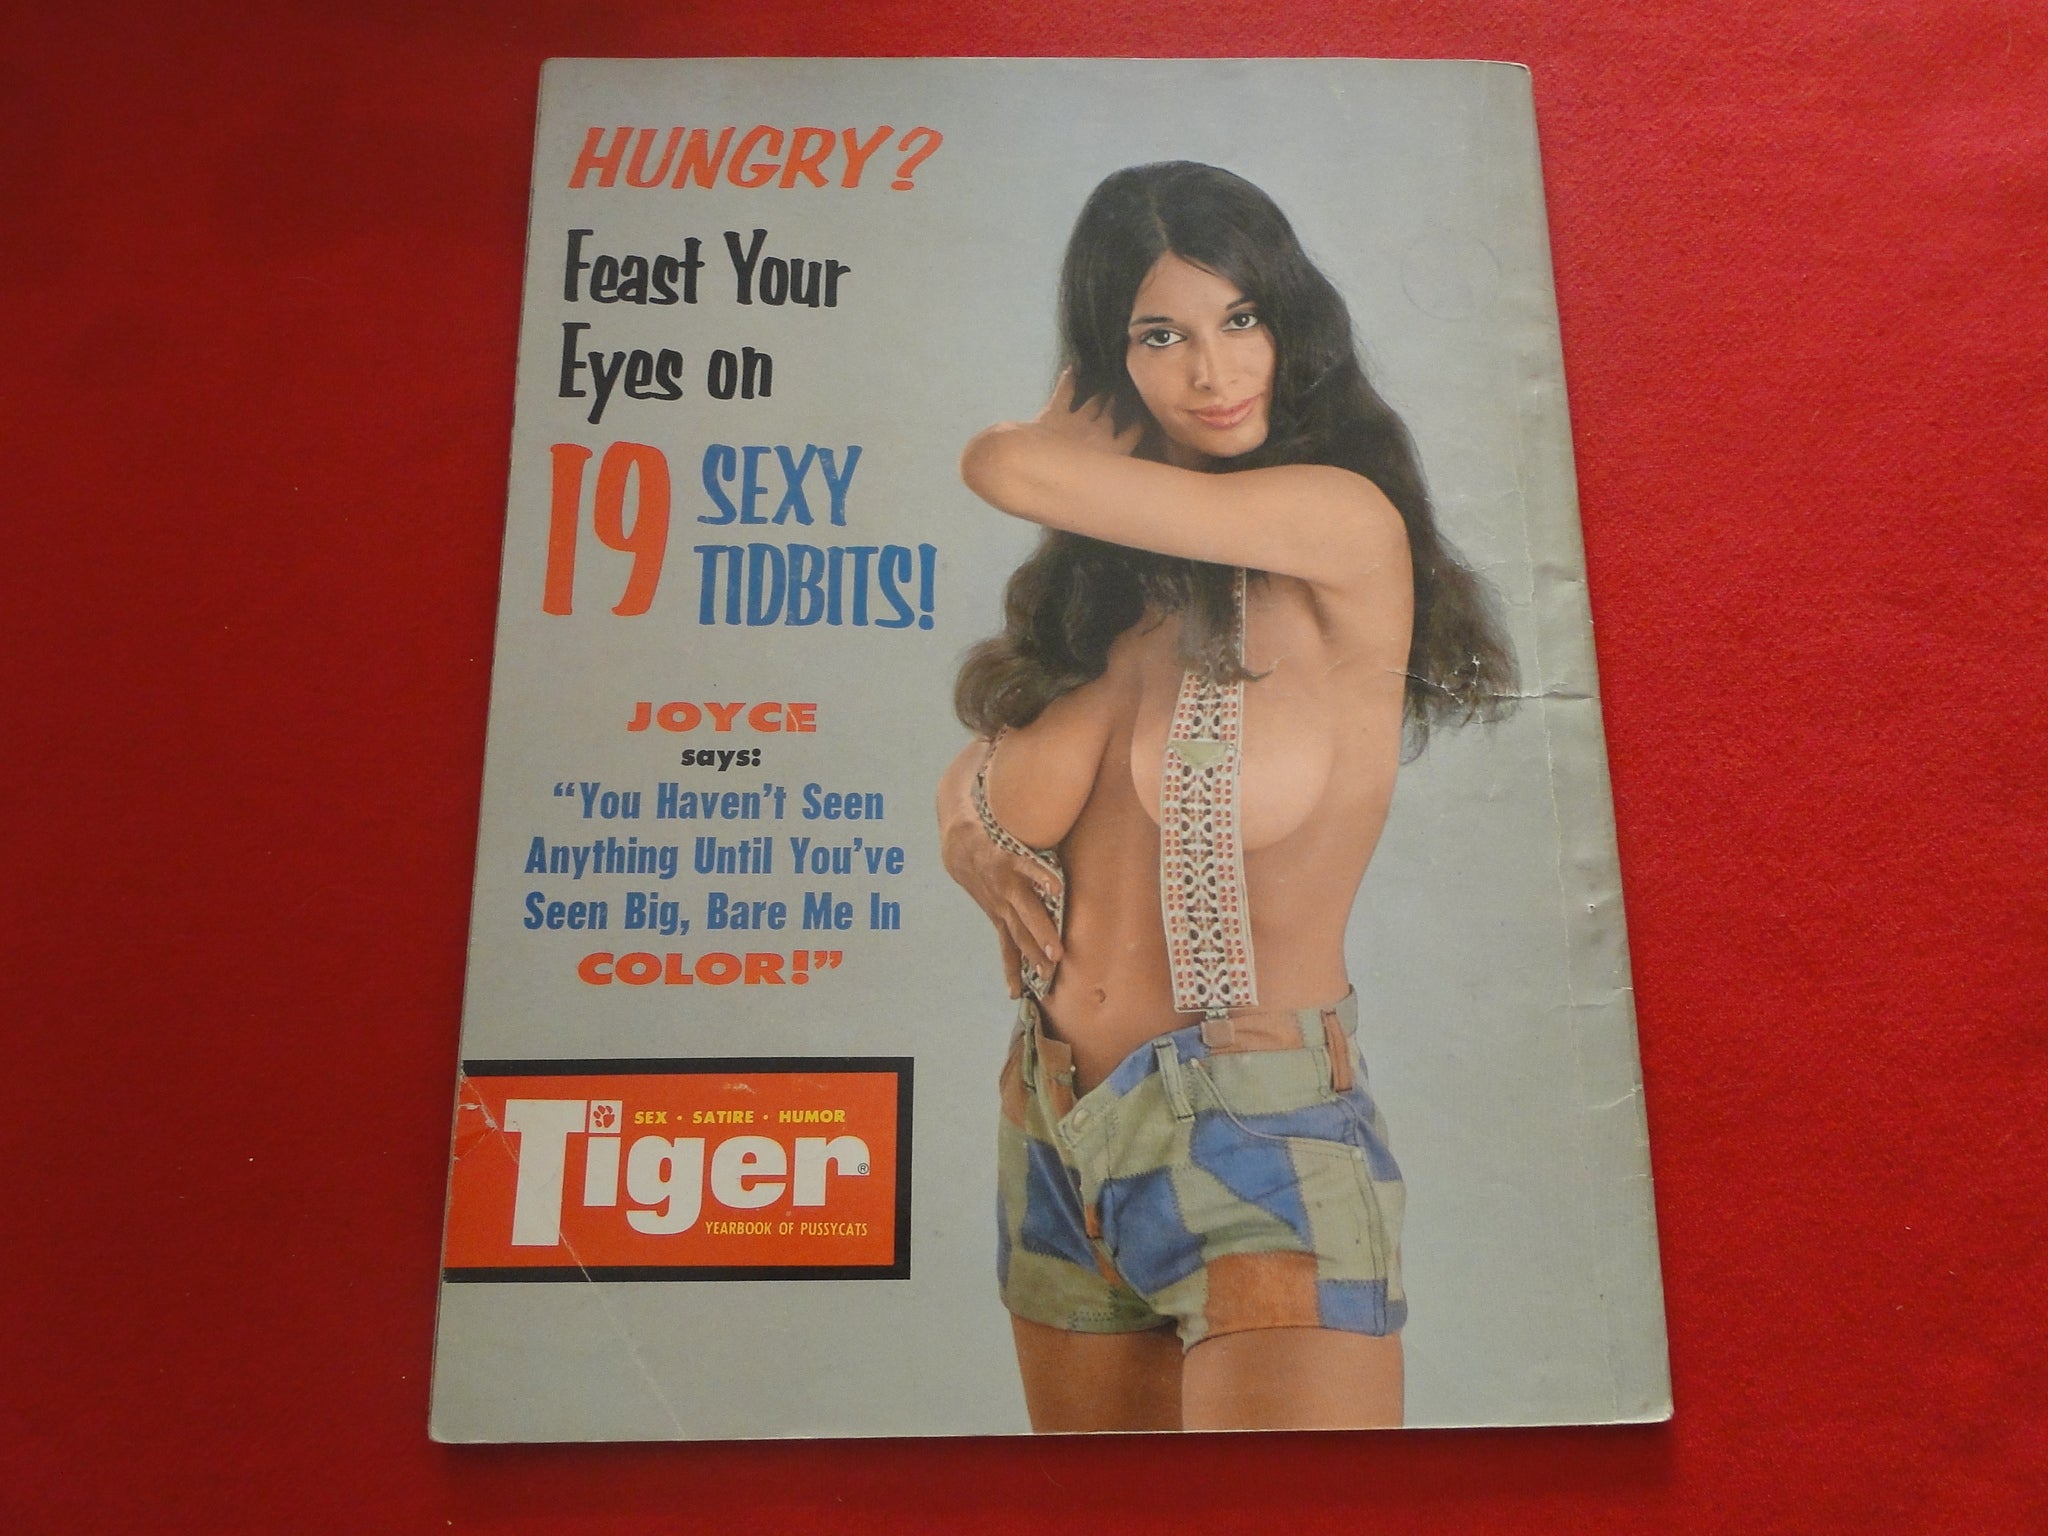 HUNGRY?
Feast Your
Eyes on
19 SEXY
TIDBITS!
JOYCE
says:
“You Haven’t Seen
Anything Until You’ve
Seen Big, Bare Me In
COLOR!”
SEX • SATIRE • HUMOR
Tiger®
YEARBOOK OF PUSSYCATS